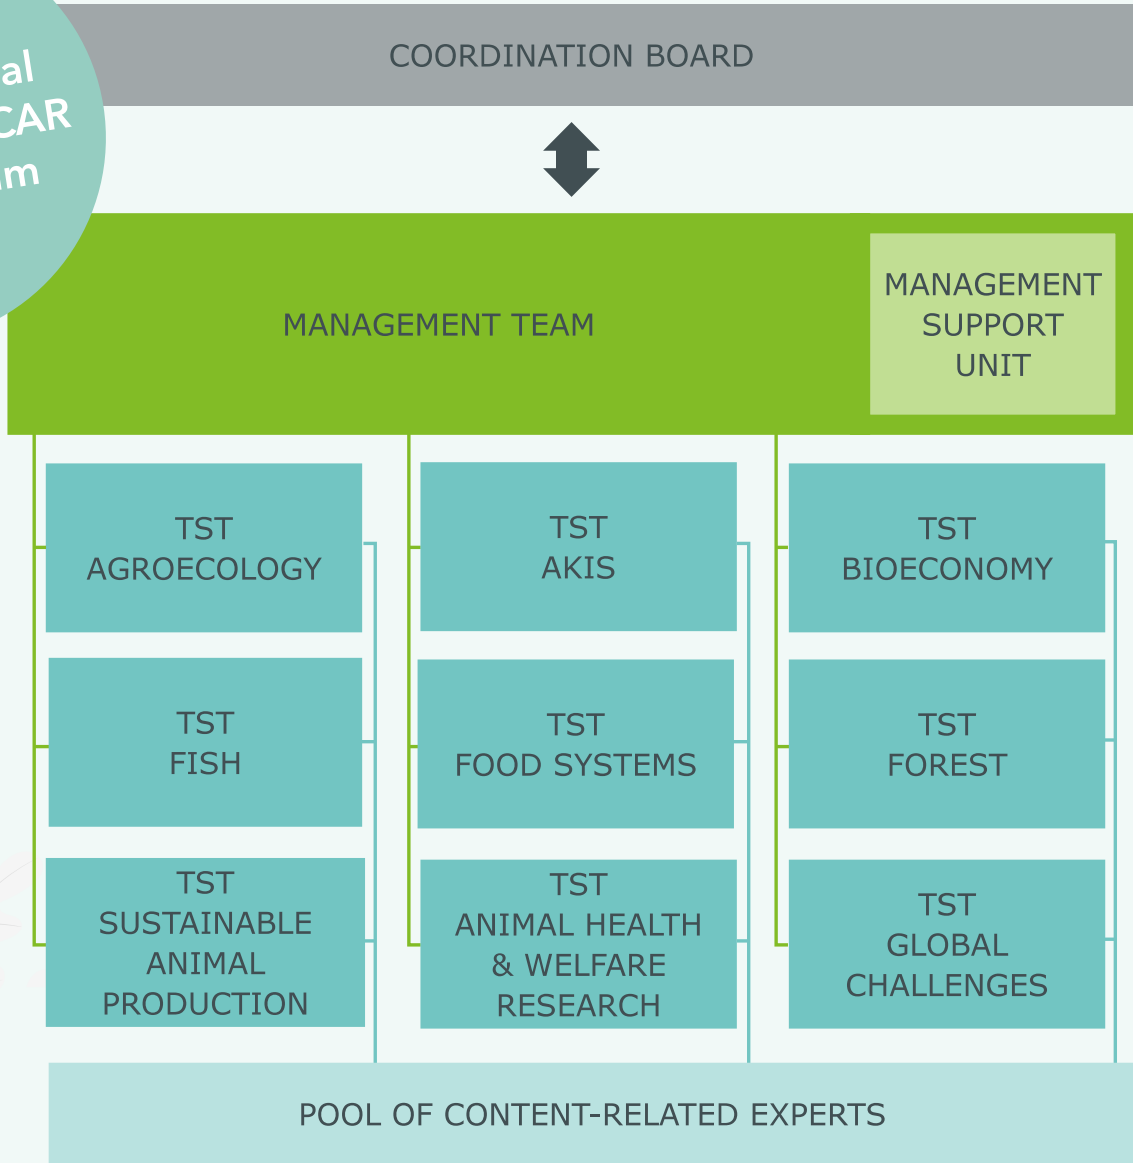 COORDINATION BOARD
MANAGEMENT TEAM
MANAGEMENT
SUPPORT
UNIT
TST
AGROECOLOGY
TST
AKIS
TST
BIOECONOMY
TST
FISH
TST
FOOD SYSTEMS
TST
FOREST
TST
SUSTAINABLE
ANIMAL
PRODUCTION
TST
ANIMAL HEALTH
& WELFARE
RESEARCH
TST
GLOBAL
CHALLENGES
POOL OF CONTENT-RELATED EXPERTS